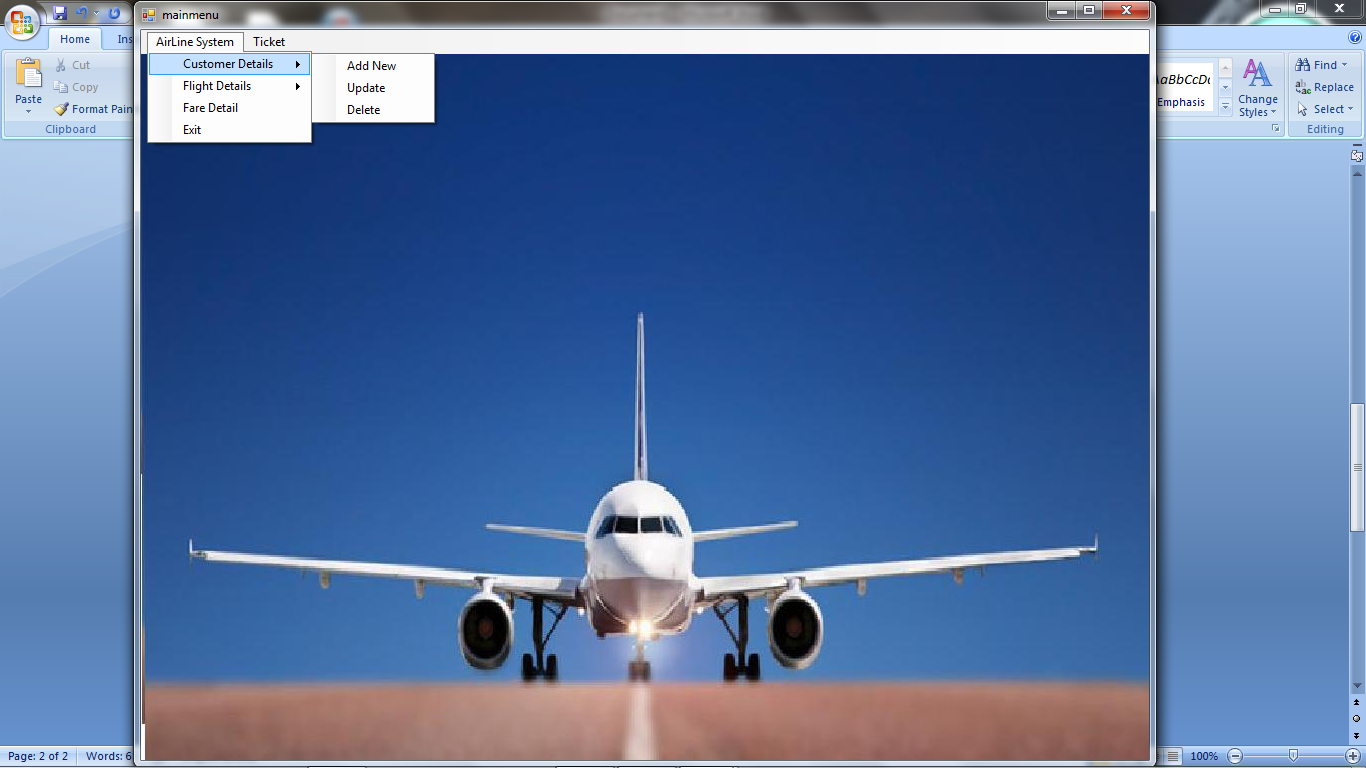 mainmenu
AirLine System Ticket
Customer Details
Flight Details
Fare Detail
Exit
Add New
Update
Delete
Home Ins
Paste
Cut
Copy
Format Pain
Clipboard
aBbCcD
Emphasis
Change
Styles
Find
Replace
Select
Editing
Page: 2 of 2 Words: 6
100%